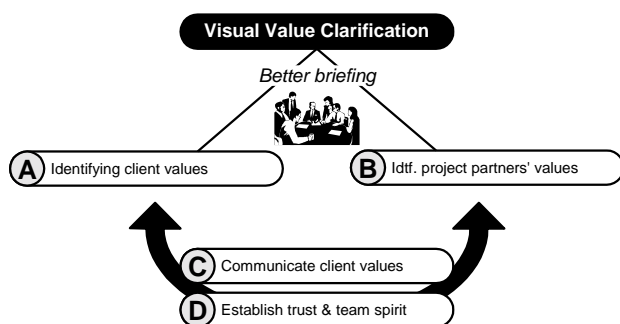 Visual Value Clarification
Better briefing
A Identifying client values
B Idtf. project partners' values
C Communicate client values
D Establish trust & team spirit